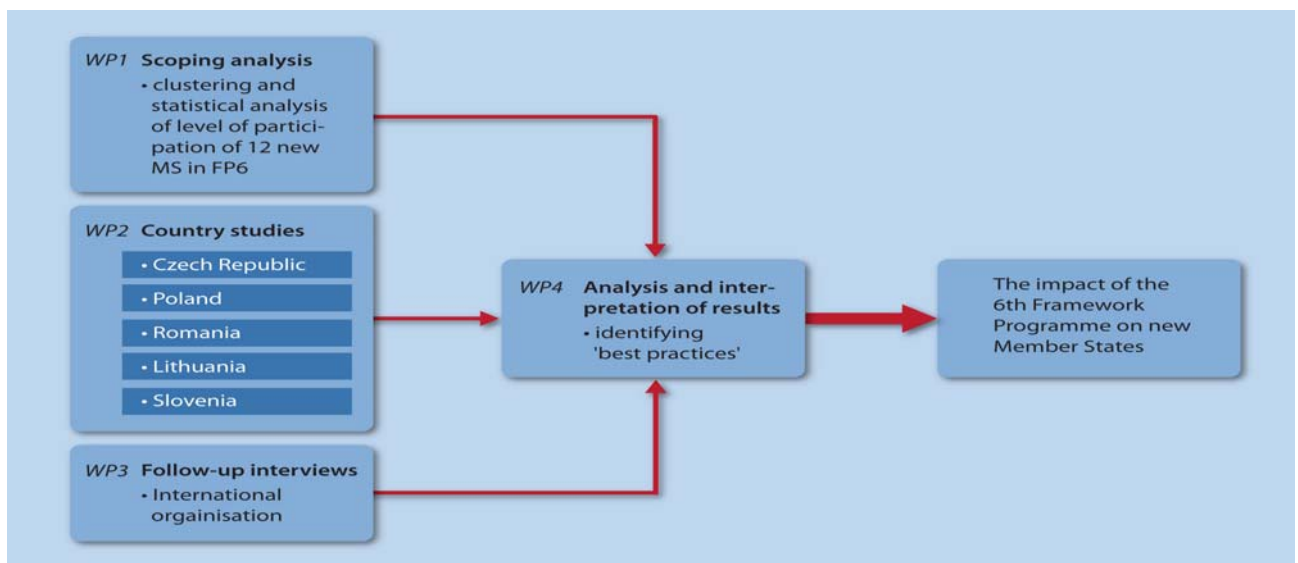 WP1 Scoping analysis
• clustering and
statistical analysis
of level of partici-
pation of 12 new
MS in FP6
WP2 Country studies
• Czech Republic
• Poland
• Romania
• Lithuania
• Slovenia
WP3 Follow-up interviews
• International
orgainisation
WP4 Analysis and inter-
pretation of results
• identifying
'best practices'
The impact of the
6th Framework
Programme on new
Member States